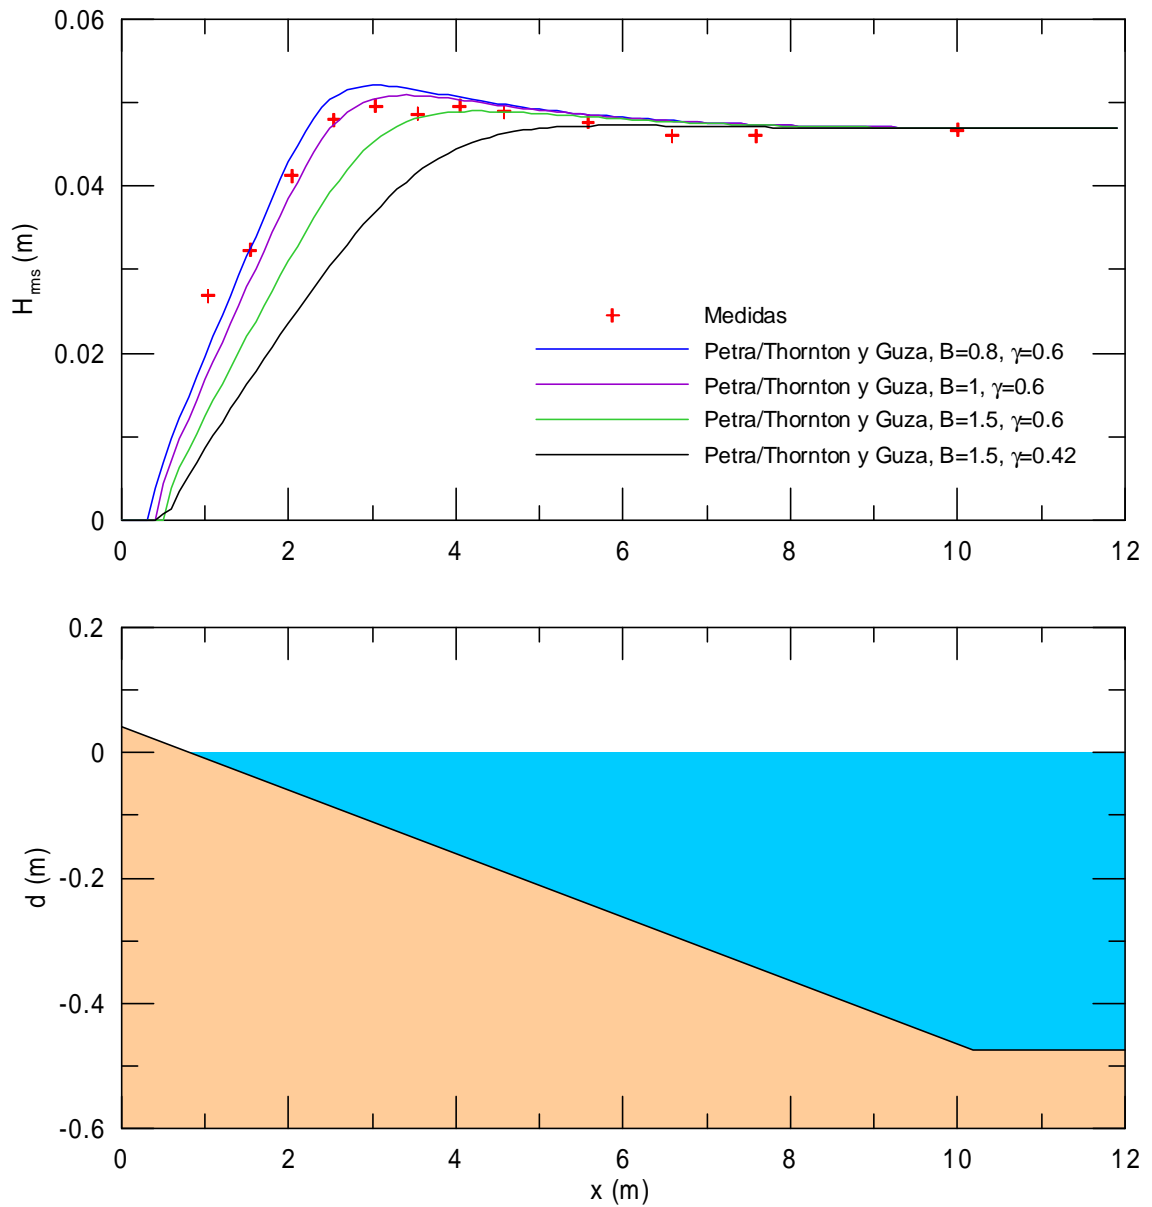 0.06
0.04
0.02
0
H_rms (m)
Medidas
Petra/Thornton y Guza, B=0.8, γ=0.6
Petra/Thornton y Guza, B=1, γ=0.6
Petra/Thornton y Guza, B=1.5, γ=0.6
Petra/Thornton y Guza, B=1.5, γ=0.42
0 2 4 6 8 10 12
0.2
0
-0.2
-0.4
-0.6
d (m)
0 2 4 6 8 10 12
x (m)